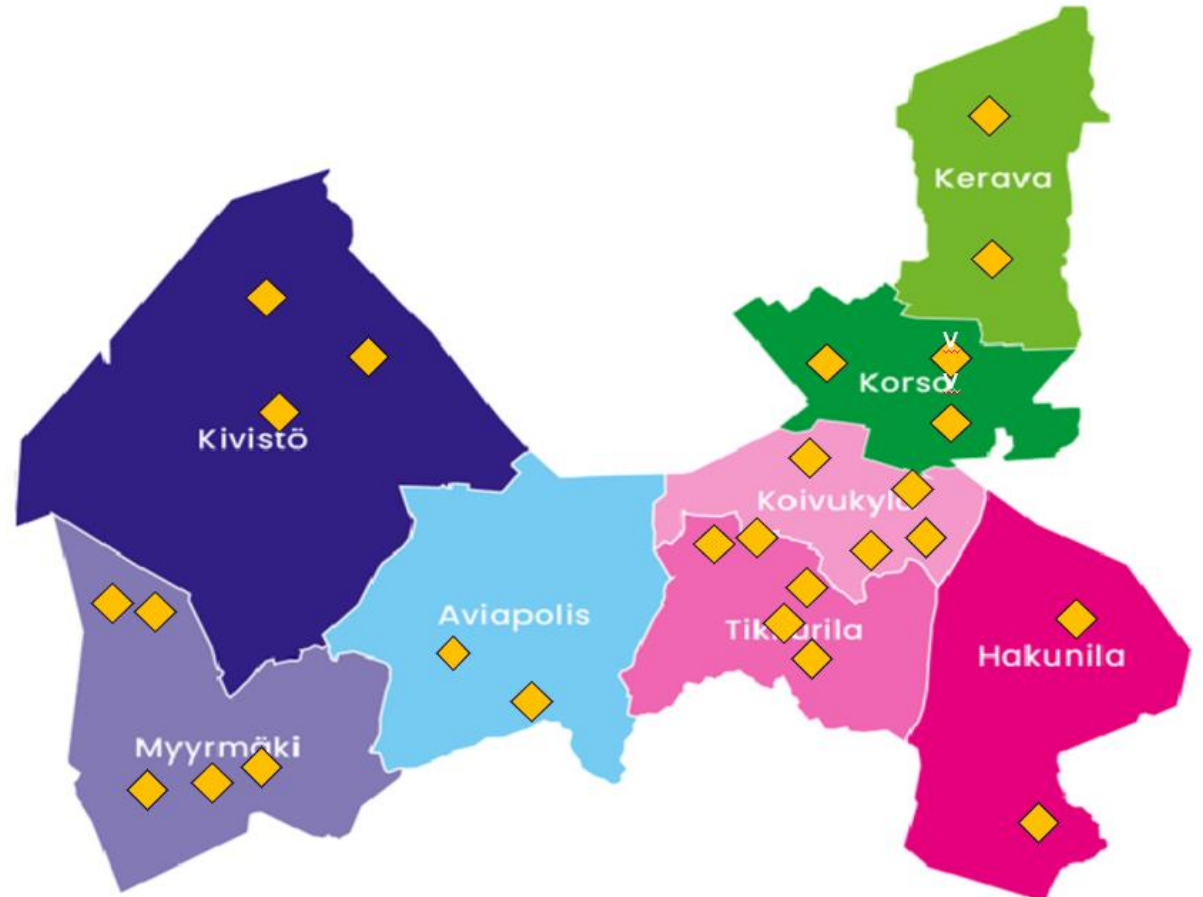 Kerava
v
Korso
v
Kivistö
Koivukylä
Aviapolis
Tikkurila
Hakunila
Myyrmäki